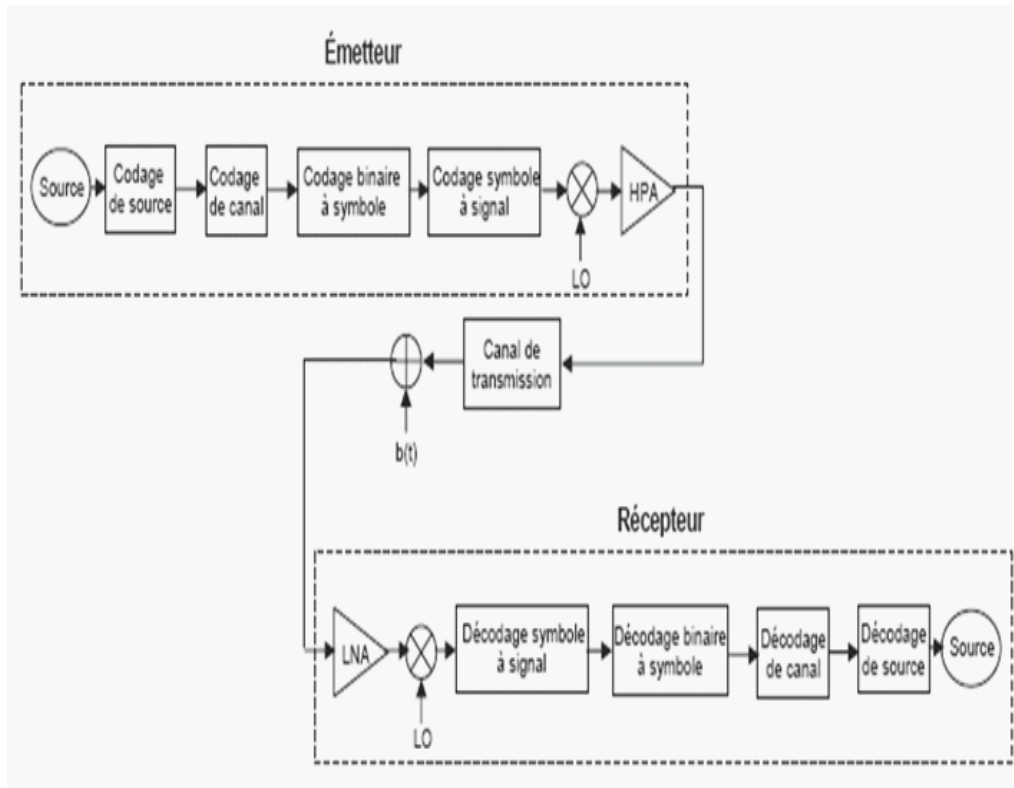 Émetteur
Source
Codage
de source
Codage
de canal
Codage binaire
à symbole
Codage symbole
à signal
HPA
LO
Canal de
transmission
b(t)
Récepteur
LNA
LO
Décodage symbole
à signal
Décodage binaire
à symbole
Décodage
de canal
Décodage
de source
Source